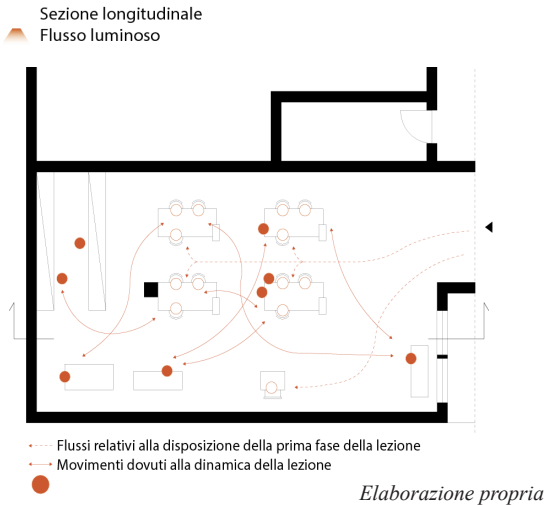 Sezione longitudinale
Flusso luminoso
Flussi relativi alla disposizione della prima fase della lezione
Movimenti dovuti alla dinamica della lezione
Elaborazione propria